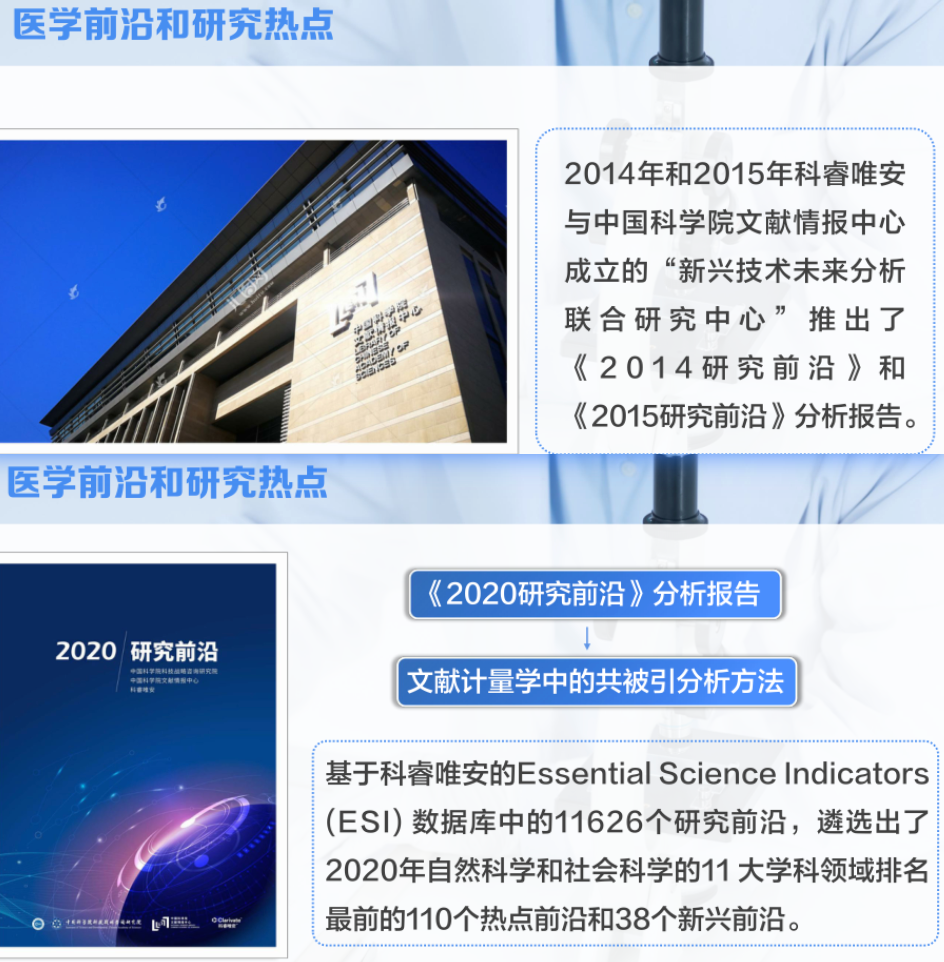 医学前沿和研究热点
中国科学院
文献情报中心
LIBRARY OF
CHINESE
ACADEMY OF
SCIENCES
2014年和2015年科睿唯安
与中国科学院文献情报中心
成立的“新兴技术未来分析
联合研究中心”推出了
《2014研究前沿》和
《2015研究前沿》分析报告。
医学前沿和研究热点
2020 研究前沿
中国科学院科技战略咨询研究院
中国科学院文献情报中心
科睿唯安
Clarivate
科睿唯安
《2020研究前沿》分析报告
文献计量学中的共被引分析方法
基于科睿唯安的Essential Science Indicators
(ESI) 数据库中的11626个研究前沿，遴选出了
2020年自然科学和社会科学的11 大学科领域排名
最前的110个热点前沿和38个新兴前沿。